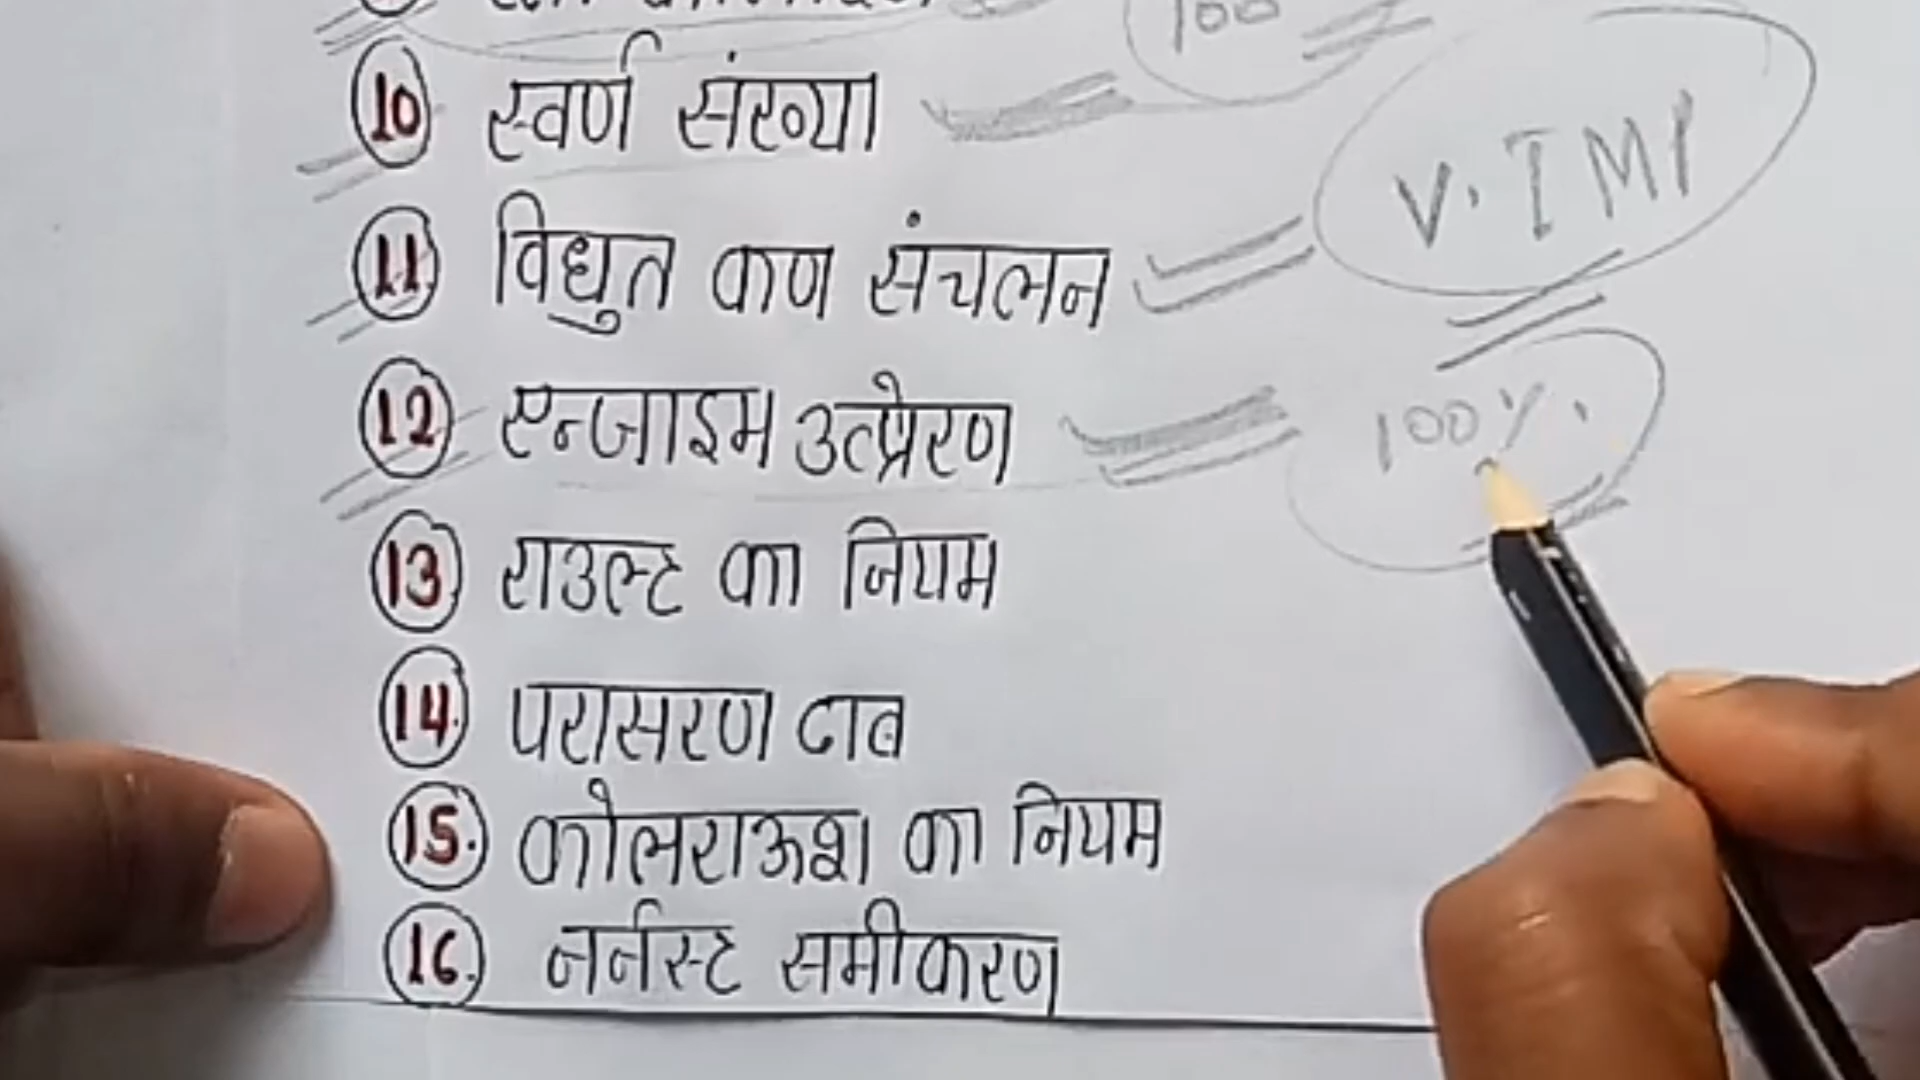 100
10 स्वर्ण संख्या
V. IMP
11 विधुत कण संचलन
12 एन्जाइम उत्प्रेरण 100%
13 राउल्ट का नियम
14. परासरण दाब
15. कोलराऊश का नियम
16. नर्नस्ट समीकरण